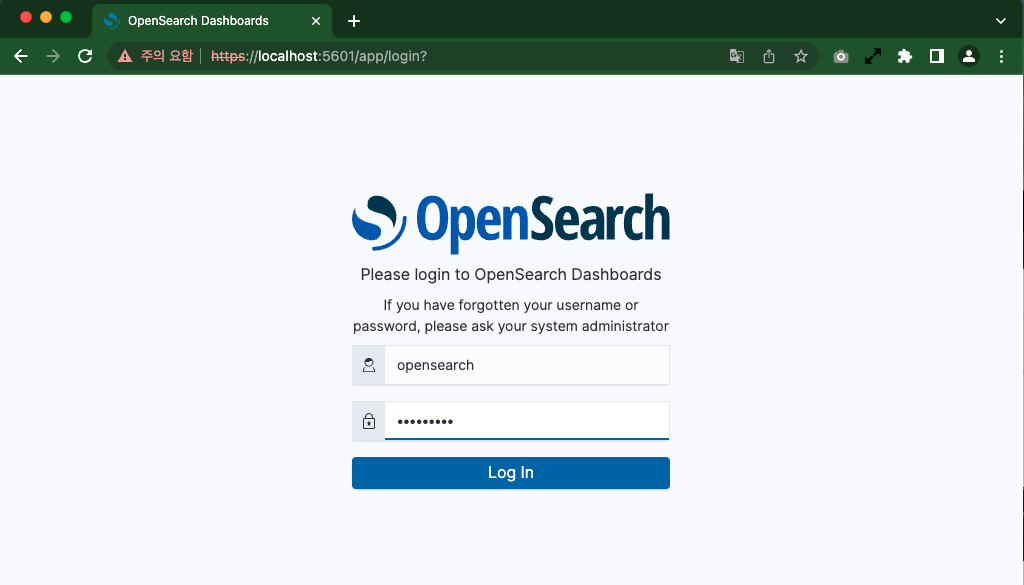 OpenSearch Dashboards
주의 요함 https://localhost:5601/app/login?
OpenSearch
Please login to OpenSearch Dashboards
If you have forgotten your username or
password, please ask your system administrator
opensearch
•••••••••
Log In